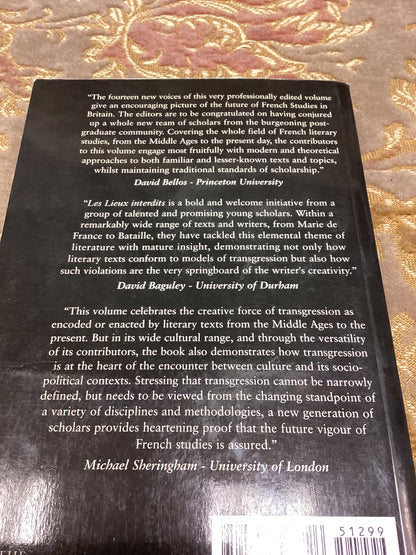 "The fourteen new voices of this very professionally edited volume
give an encouraging picture of the future of French Studies in
Britain. The editors are to be congratulated on having conjured
up a whole new team of scholars from the burgeoning post-
graduate community. Covering the whole field of French literary
studies, from the Middle Ages to the present day, the contributors
to this volume engage most fruitfully with modern and theoretical
approaches to both familiar and lesser-known texts and topics,
whilst maintaining traditional standards of scholarship."
David Bellos - Princeton University
"Les Lieux interdits is a bold and welcome initiative from a
group of talented and promising young scholars. Within a
remarkably wide range of texts and writers, from Marie de
France to Bataille, they have tackled this elemental theme of
literature with mature insight, demonstrating not only how
literary texts conform to models of transgression but also how
such violations are the very springboard of the writer's creativity."
David Baguley - University of Durham
"This volume celebrates the creative force of transgression as
encoded or enacted by literary texts from the Middle Ages to the
present. But in its wide cultural range, and through the versatility
of its contributors, the book also demonstrates how transgression
is at the heart of the encounter between culture and its socio-
political contexts. Stressing that transgression cannot be narrowly
defined, but needs to be viewed from the changing standpoint of
a variety of disciplines and methodologies, a new generation of
scholars provides heartening proof that the future vigour of
French studies is assured."
Michael Sheringham - University of London
51299
THE